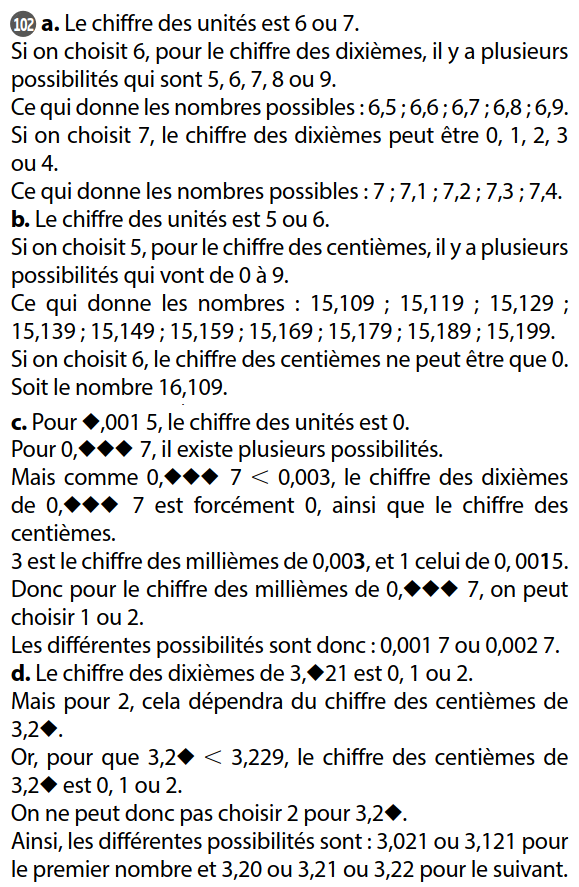 102 a. Le chiffre des unités est 6 ou 7.
Si on choisit 6, pour le chiffre des dixièmes, il y a plusieurs
possibilités qui sont 5, 6, 7, 8 ou 9.
Ce qui donne les nombres possibles : 6,5 ; 6,6 ; 6,7 ; 6,8 ; 6,9.
Si on choisit 7, le chiffre des dixièmes peut être 0, 1, 2, 3
ou 4.
Ce qui donne les nombres possibles : 7 ; 7,1 ; 7,2 ; 7,3 ; 7,4.
b. Le chiffre des unités est 5 ou 6.
Si on choisit 5, pour le chiffre des centièmes, il y a plusieurs
possibilités qui vont de 0 à 9.
Ce qui donne les nombres : 15,109 ; 15,119 ; 15,129 ;
15,139 ; 15,149 ; 15,159 ; 15,169 ; 15,179 ; 15,189 ; 15,199.
Si on choisit 6, le chiffre des centièmes ne peut être que 0.
Soit le nombre 16,109.
c. Pour ◆,001 5, le chiffre des unités est 0.
Pour 0,◆◆◆ 7, il existe plusieurs possibilités.
Mais comme 0,◆◆◆ 7 < 0,003, le chiffre des dixièmes
de 0,◆◆◆ 7 est forcément 0, ainsi que le chiffre des
centièmes.
3 est le chiffre des millièmes de 0,003, et 1 celui de 0, 0015.
Donc pour le chiffre des millièmes de 0,◆◆◆ 7, on peut
choisir 1 ou 2.
Les différentes possibilités sont donc : 0,001 7 ou 0,002 7.
d. Le chiffre des dixièmes de 3,◆21 est 0, 1 ou 2.
Mais pour 2, cela dépendra du chiffre des centièmes de
3,2◆.
Or, pour que 3,2◆ < 3,229, le chiffre des centièmes de
3,2◆ est 0, 1 ou 2.
On ne peut donc pas choisir 2 pour 3,2◆.
Ainsi, les différentes possibilités sont : 3,021 ou 3,121 pour
le premier nombre et 3,20 ou 3,21 ou 3,22 pour le suivant.